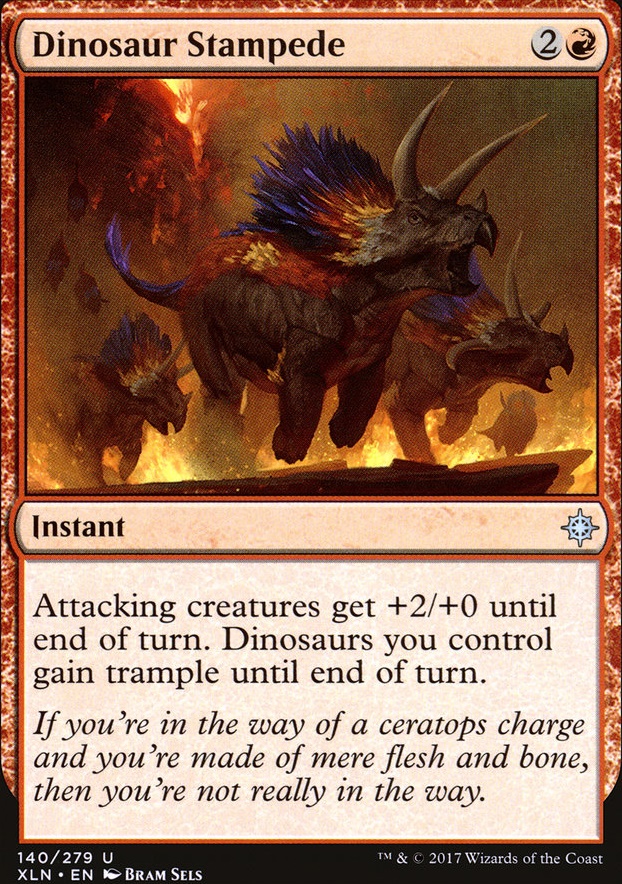 Dinosaur Stampede 2
Instant
Attacking creatures get +2/+0 until
end of turn. Dinosaurs you control
gain trample until end of turn.
If you're in the way of a ceratops charge
and you're made of mere flesh and bone,
then you're not really in the way.
140/279 U
XLN • EN Bram Sels
™ & © 2017 Wizards of the Coast